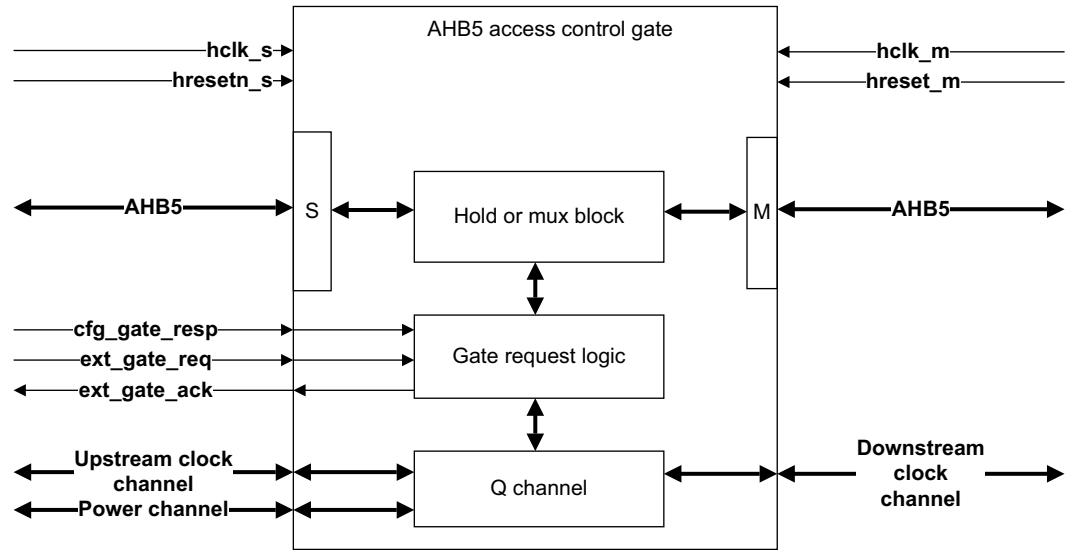 AHB5 access control gate
hclk_s
hclk_m
hresetn_s
hreset_m
AHB5
S
Hold or mux block
M
AHB5
cfg_gate_resp
ext_gate_req
Gate request logic
ext_gate_ack
Upstream clock
channel
Power channel
Q channel
Downstream
clock
channel